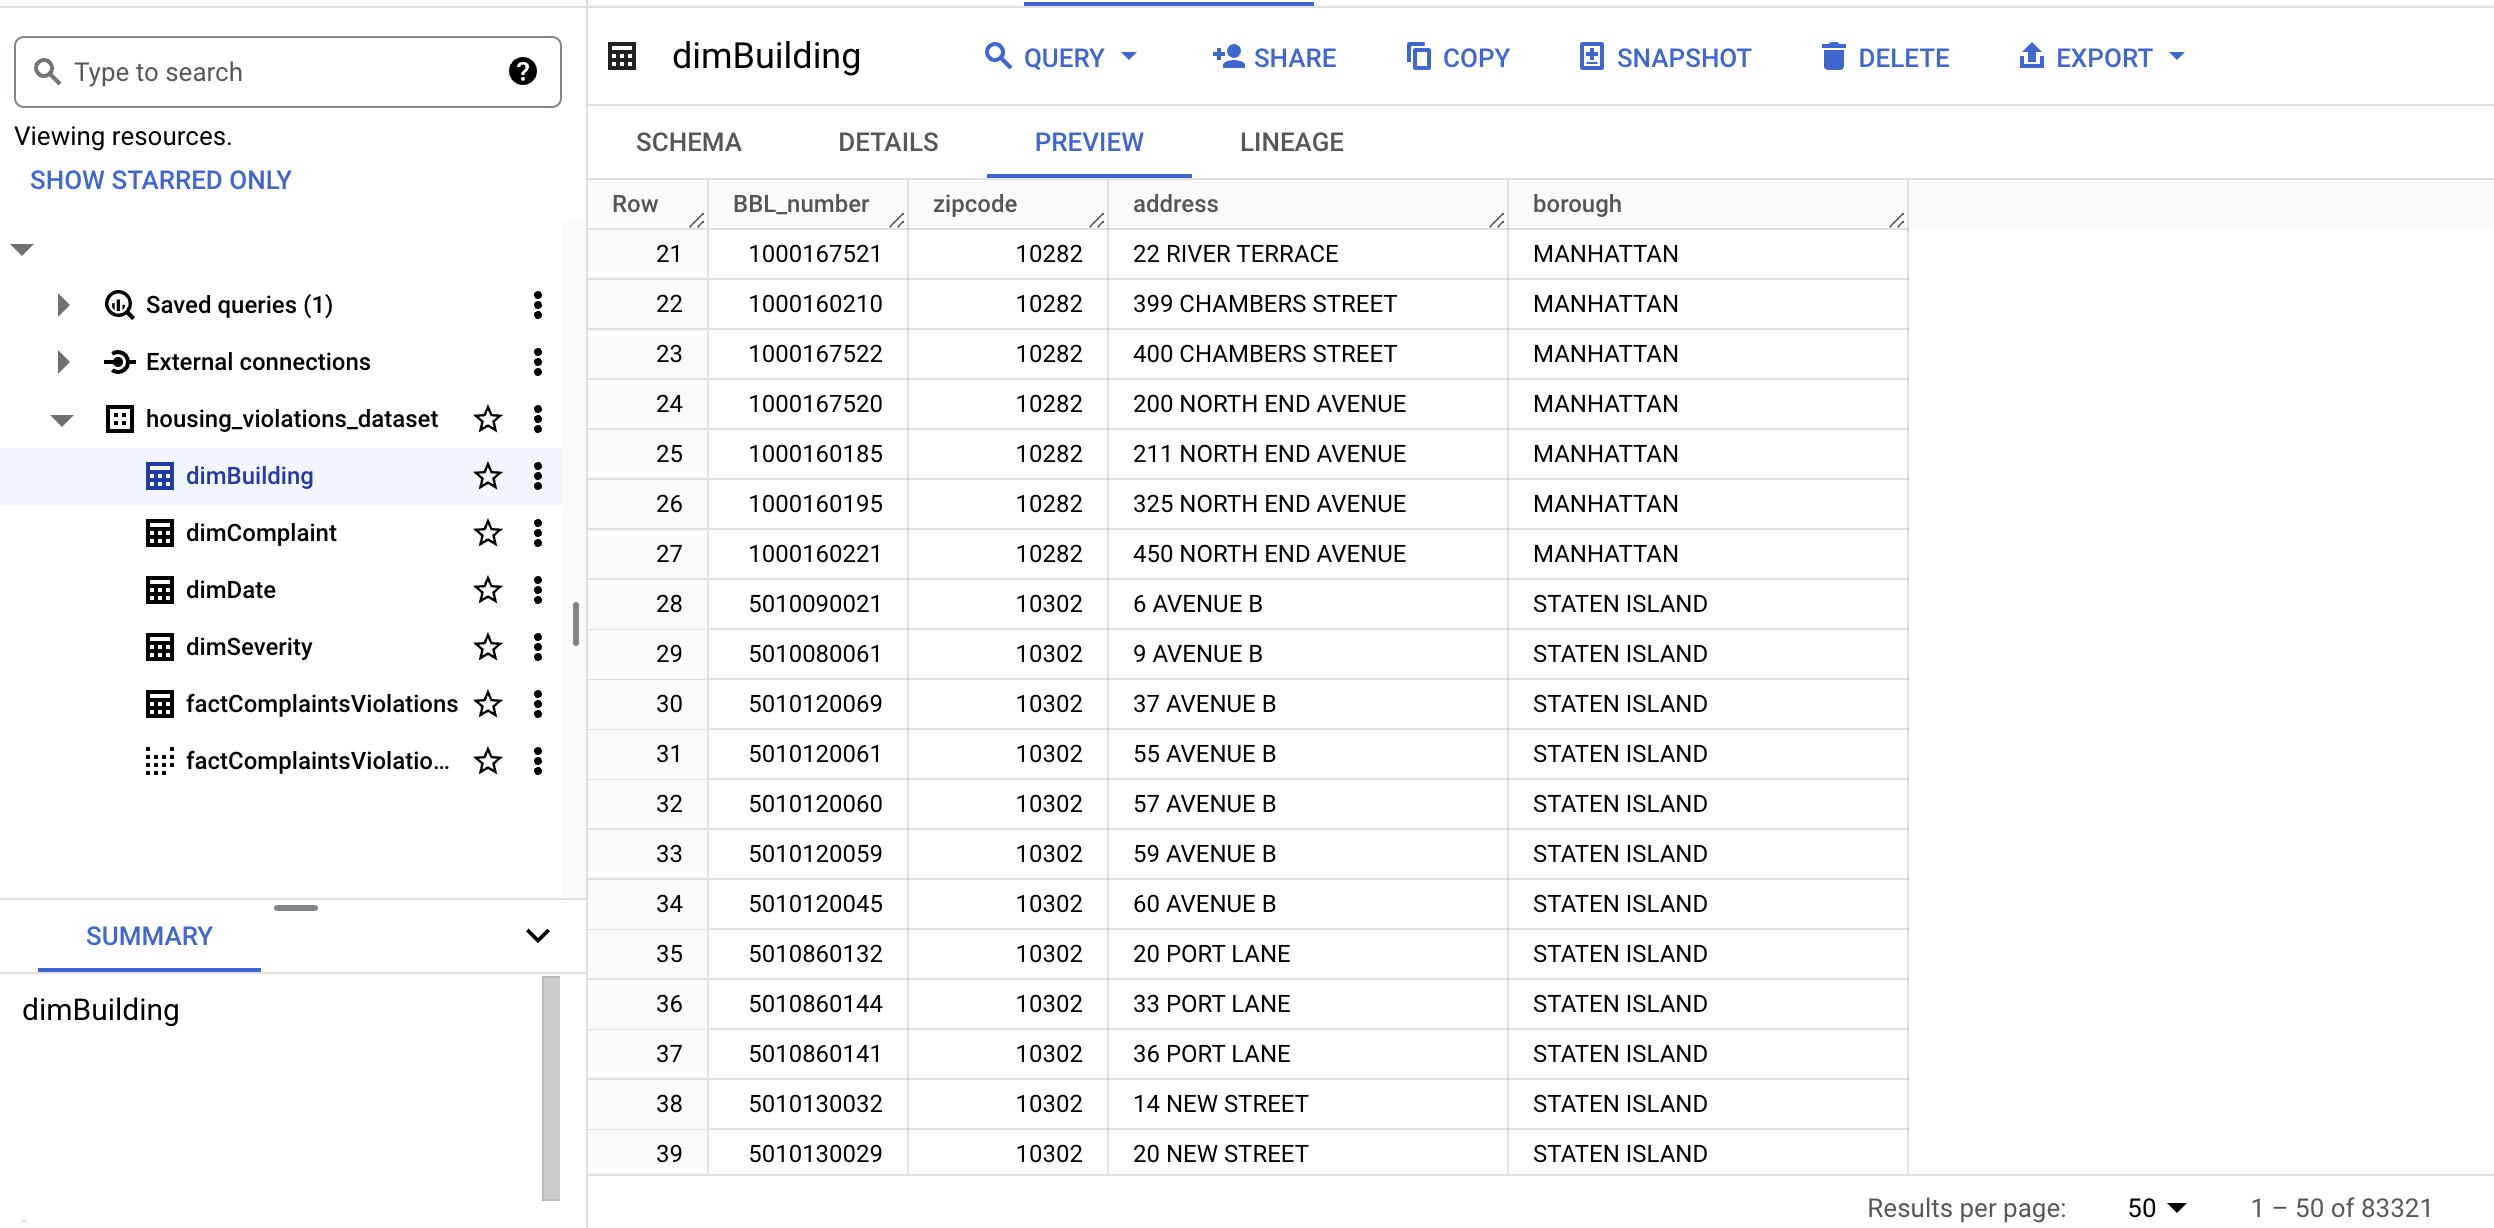 Type to search
Viewing resources.
SHOW STARRED ONLY
Saved queries (1)
External connections
housing_violations_dataset
dimBuilding
dimComplaint
dimDate
dimSeverity
factComplaintsViolations
factComplaintsViolatio...
SUMMARY
dimBuilding
dimBuilding QUERY SHARE COPY SNAPSHOT DELETE EXPORT
SCHEMA DETAILS PREVIEW LINEAGE
Row BBL_number zipcode address borough
21 1000167521 10282 22 RIVER TERRACE MANHATTAN
22 1000160210 10282 399 CHAMBERS STREET MANHATTAN
23 1000167522 10282 400 CHAMBERS STREET MANHATTAN
24 1000167520 10282 200 NORTH END AVENUE MANHATTAN
25 1000160185 10282 211 NORTH END AVENUE MANHATTAN
26 1000160195 10282 325 NORTH END AVENUE MANHATTAN
27 1000160221 10282 450 NORTH END AVENUE MANHATTAN
28 5010090021 10302 6 AVENUE B STATEN ISLAND
29 5010080061 10302 9 AVENUE B STATEN ISLAND
30 5010120069 10302 37 AVENUE B STATEN ISLAND
31 5010120061 10302 55 AVENUE B STATEN ISLAND
32 5010120060 10302 57 AVENUE B STATEN ISLAND
33 5010120059 10302 59 AVENUE B STATEN ISLAND
34 5010120045 10302 60 AVENUE B STATEN ISLAND
35 5010860132 10302 20 PORT LANE STATEN ISLAND
36 5010860144 10302 33 PORT LANE STATEN ISLAND
37 5010860141 10302 36 PORT LANE STATEN ISLAND
38 5010130032 10302 14 NEW STREET STATEN ISLAND
39 5010130029 10302 20 NEW STREET STATEN ISLAND
Results per page: 50 1 – 50 of 83321